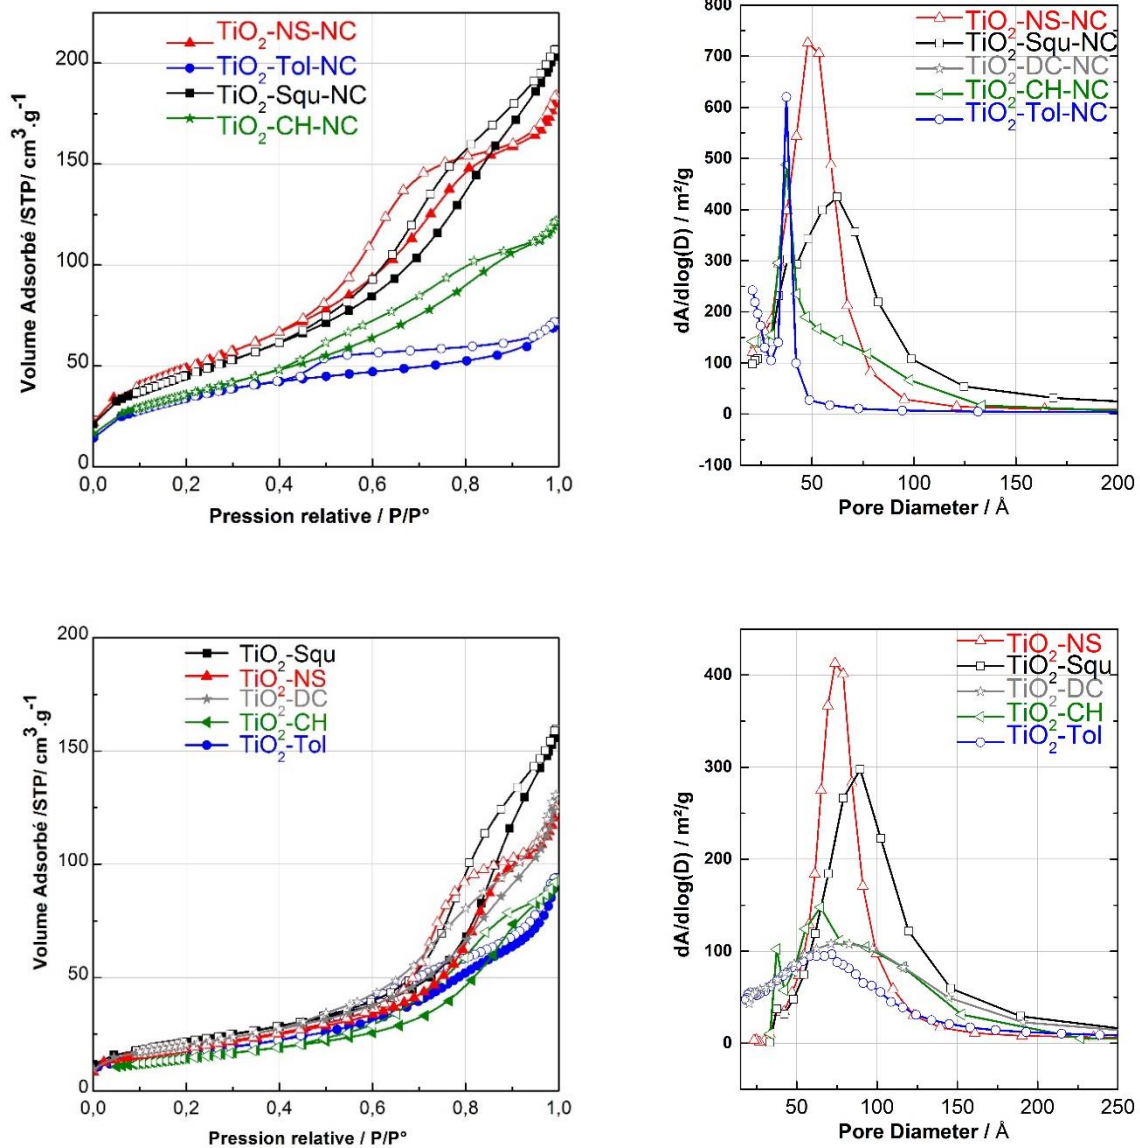 TiO2-NS-NC
TiO2-Tol-NC
TiO2-Squ-NC
TiO2-CH-NC
200
150
100
50
0
0,0 0,2 0,4 0,6 0,8 1,0
Volume Adsorbé /STP/ cm3.g-1
Pression relative / P/P°
TiO2-NS-NC
TiO2-Squ-NC
TiO2-DC-NC
TiO2-CH-NC
TiO2-Tol-NC
800
700
600
500
400
300
200
100
0
-100
50 100 150 200
dA/dlog(D) / m²/g
Pore Diameter / Å
TiO2-Squ
TiO2-NS
TiO2-DC
TiO2-CH
TiO2-Tol
200
150
100
50
0
0,0 0,2 0,4 0,6 0,8 1,0
Volume Adsorbé /STP/ cm3.g-1
Pression relative / P/P°
TiO2-NS
TiO2-Squ
TiO2-DC
TiO2-CH
TiO2-Tol
400
300
200
100
0
50 100 150 200 250
dA/dlog(D) / m²/g
Pore Diameter / Å